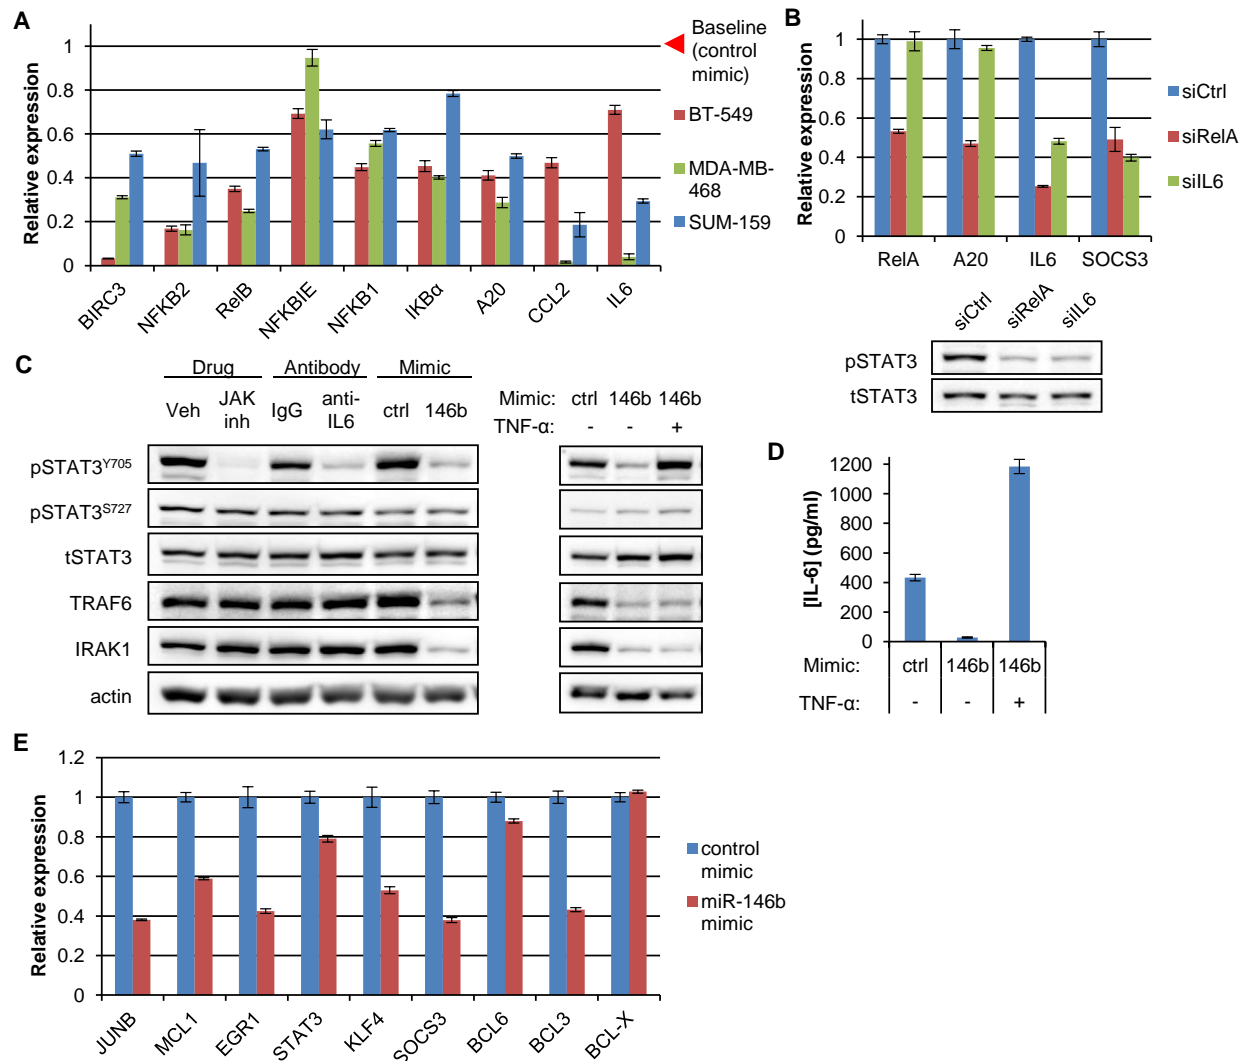 A
Relative expression
1
0.8
0.6
0.4
0.2
0
BIRC3
NFKB2
RelB
NFKBIE
NFKB1
IKBα
A20
CCL2
IL6
Baseline
(control
mimic)
BT-549
MDA-MB-
468
SUM-159
B
Relative expression
1
0.8
0.6
0.4
0.2
0
RelA
A20
IL6
SOCS3
siCtrl
siRelA
siIL6
siCtrl
siRelA
siIL6
pSTAT3
tSTAT3
C
Drug
Antibody
Mimic
Veh
JAK
inh
IgG
anti-
IL6
ctrl
146b
Mimic: ctrl 146b 146b
TNF-α: - - +
pSTAT3Y705
pSTAT3S727
tSTAT3
TRAF6
IRAK1
actin
D
[IL-6] (pg/ml)
1200
1000
800
600
400
200
0
Mimic: ctrl 146b 146b
TNF-α: - - +
E
Relative expression
1.2
1
0.8
0.6
0.4
0.2
0
JUNB
MCL1
EGR1
STAT3
KLF4
SOCS3
BCL6
BCL3
BCL-X
control
mimic
miR-146b
mimic